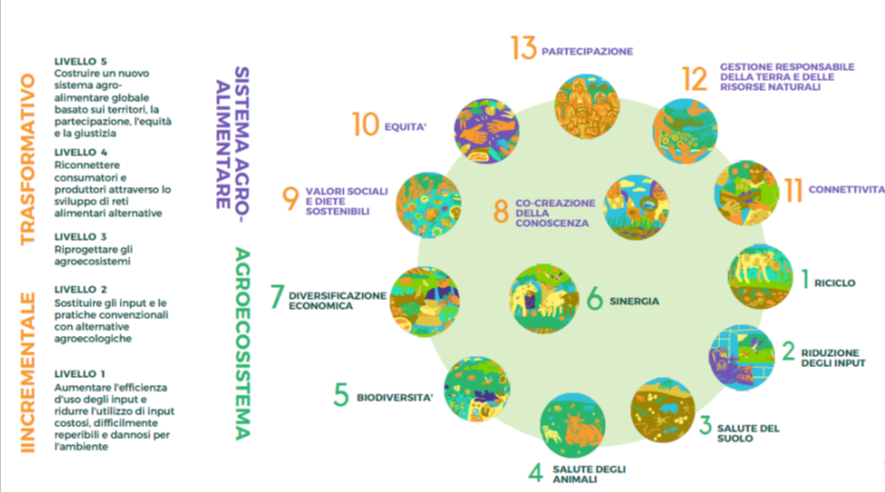 TRASFORMATIVO
LIVELLO 5
Costruire un nuovo
sistema agro-
alimentare globale
basato sui territori, la
partecipazione, l'equità
e la giustizia
LIVELLO 4
Riconnettere
consumatori e
produttori attraverso lo
sviluppo di reti
alimentari alternative
LIVELLO 3
Riprogettare gli
agroecosistemi
IINCREMENTALE
LIVELLO 2
Sostituire gli input e le
pratiche convenzionali
con alternative
agroecologiche
LIVELLO 1
Aumentare l'efficienza
d'uso degli input e
ridurre l'utilizzo di input
costosi, difficilmente
reperibili e dannosi per
l'ambiente
SISTEMA AGRO-
ALIMENTARE
AGROECOSISTEMA
13 PARTECIPAZIONE
12 GESTIONE RESPONSABILE
DELLA TERRA E DELLE
RISORSE NATURALI
10 EQUITA'
11 CONNETTIVITA
9 VALORI SOCIALI
E DIETE
SOSTENIBILI
8 CO-CREAZIONE
DELLA
CONOSCENZA
1 RICICLO
7 DIVERSIFICAZIONE
ECONOMICA
6 SINERGIA
2 RIDUZIONE
DEGLI INPUT
5 BIODIVERSITA'
3 SALUTE DEL
SUOLO
4 SALUTE DEGLI
ANIMALI